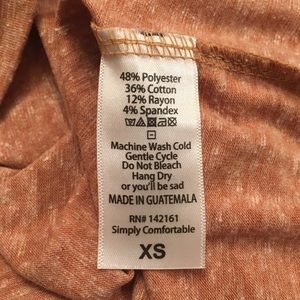 48% Polyester
36% Cotton
12% Rayon
4% Spandex
Machine Wash Cold
Gentle Cycle
Do Not Bleach
Hang Dry
or you'll be sad
MADE IN GUATEMALA
RN# 142161
Simply Comfortable
XS